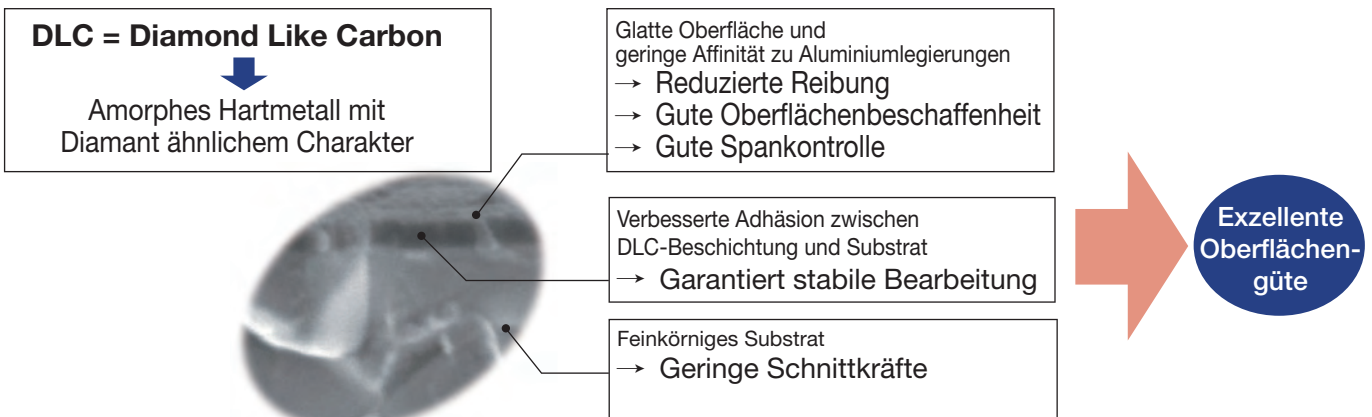 DLC = Diamond Like Carbon
Amorphes Hartmetall mit
Diamant ähnlichem Charakter
Glatte Oberfläche und
geringe Affinität zu Aluminiumlegierungen
→ Reduzierte Reibung
→ Gute Oberflächenbeschaffenheit
→ Gute Spankontrolle
Verbesserte Adhäsion zwischen
DLC-Beschichtung und Substrat
→ Garantiert stabile Bearbeitung
Feinkörniges Substrat
→ Geringe Schnittkräfte
Exzellente
Oberflächen-
güte